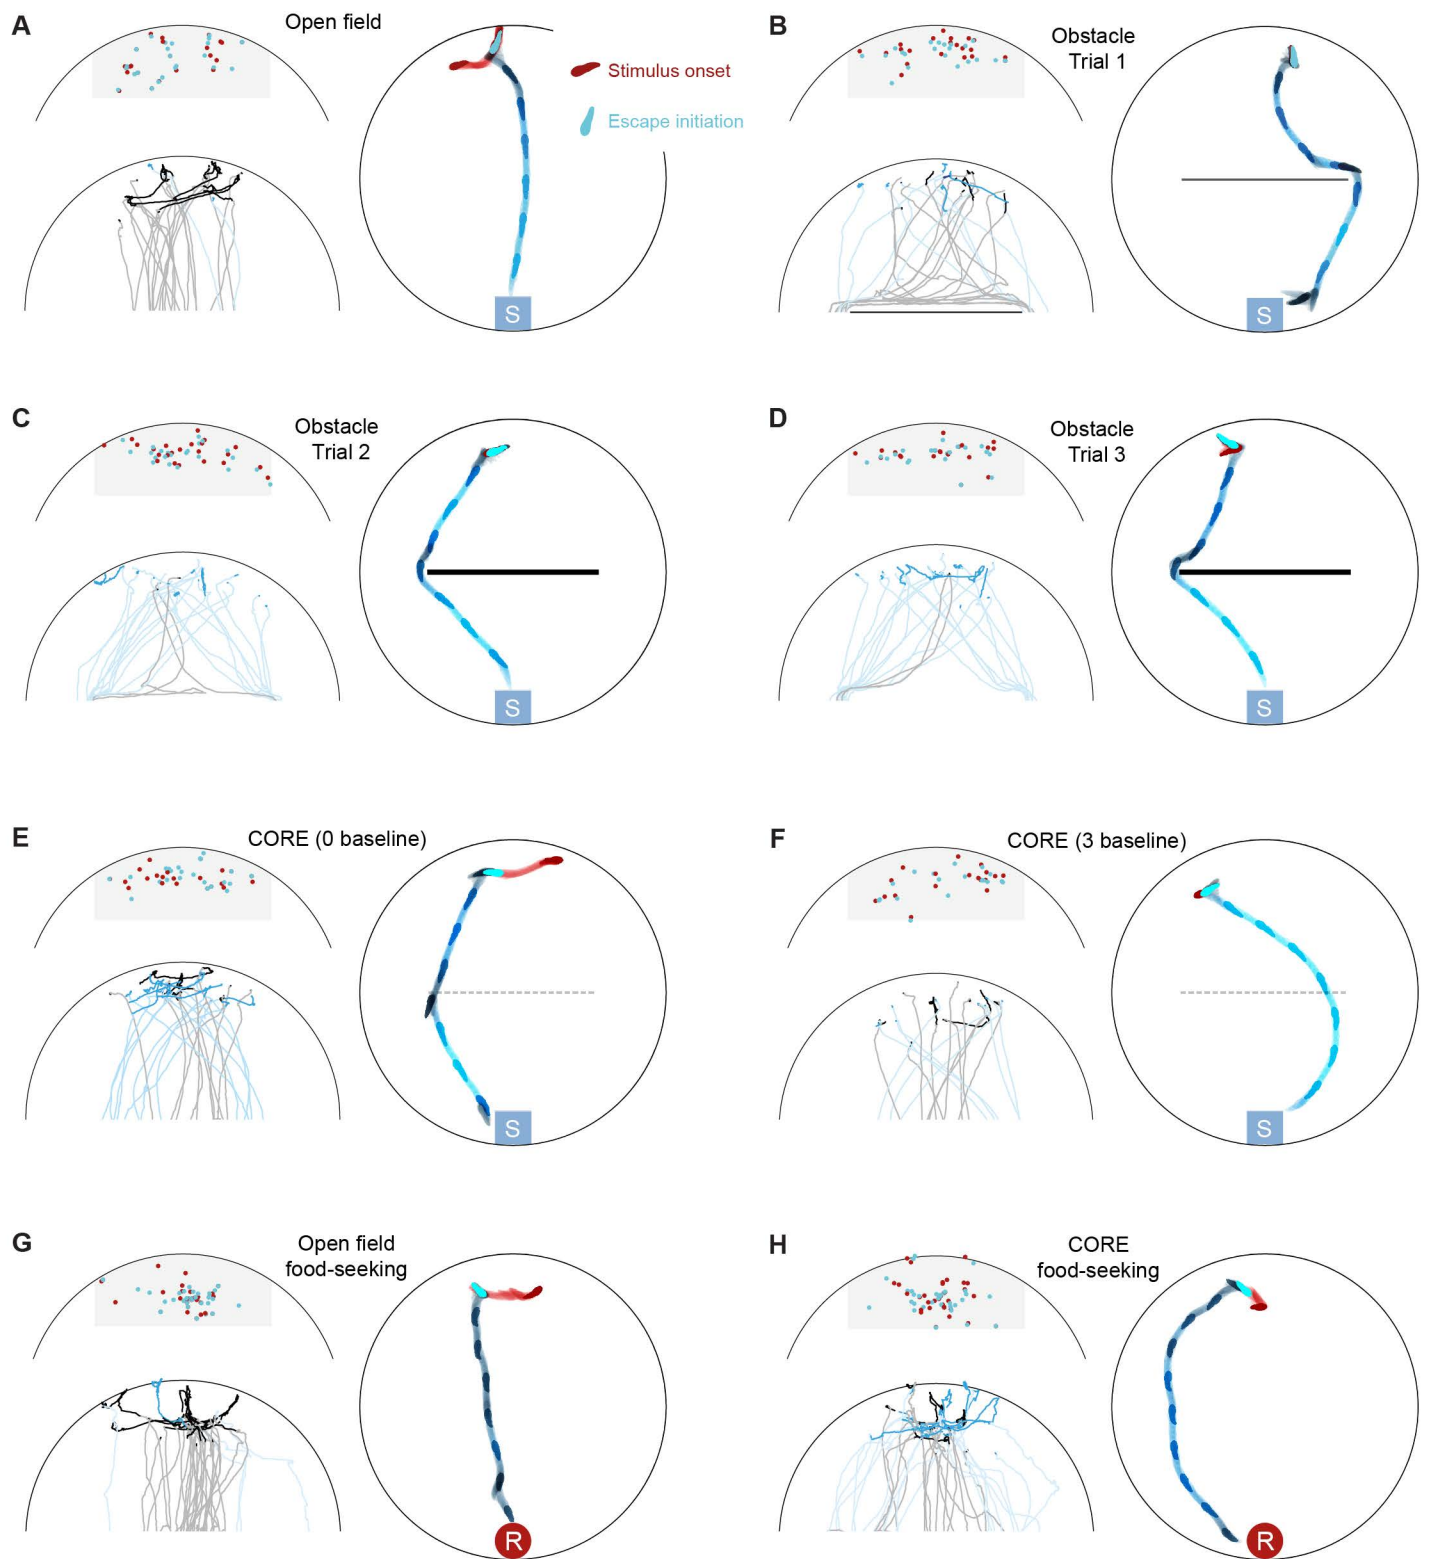 A
Open field
Stimulus onset
Escape initiation
S
B
Obstacle
Trial 1
S
C
Obstacle
Trial 2
S
D
Obstacle
Trial 3
S
E
CORE (0 baseline)
S
F
CORE (3 baseline)
S
G
Open field
food-seeking
R
H
CORE
food-seeking
R